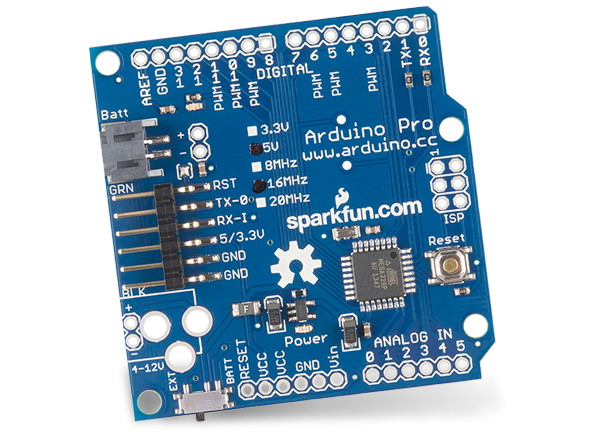 AREF
GND
13
12
PWM 11
PWM 10
PWM 9
8
DIGITAL
7
PWM 6
PWM 5
4
PWM 3
2
TX 1
RX0
Batt
+
-
GRN
3.3V
5V
8MHz
16MHz
20MHz
Arduino Pro
www.arduino.cc
1
ISP
RST
TX-0
RX-I
5/3.3V
GND
GND
BLK
sparkfun.com
Reset
MEGA328P
+
-
4-12V
EXT
BATT
F
Power
RESET
VCC
VCC
GND
Vin
ANALOG IN
0 1 2 3 4 5